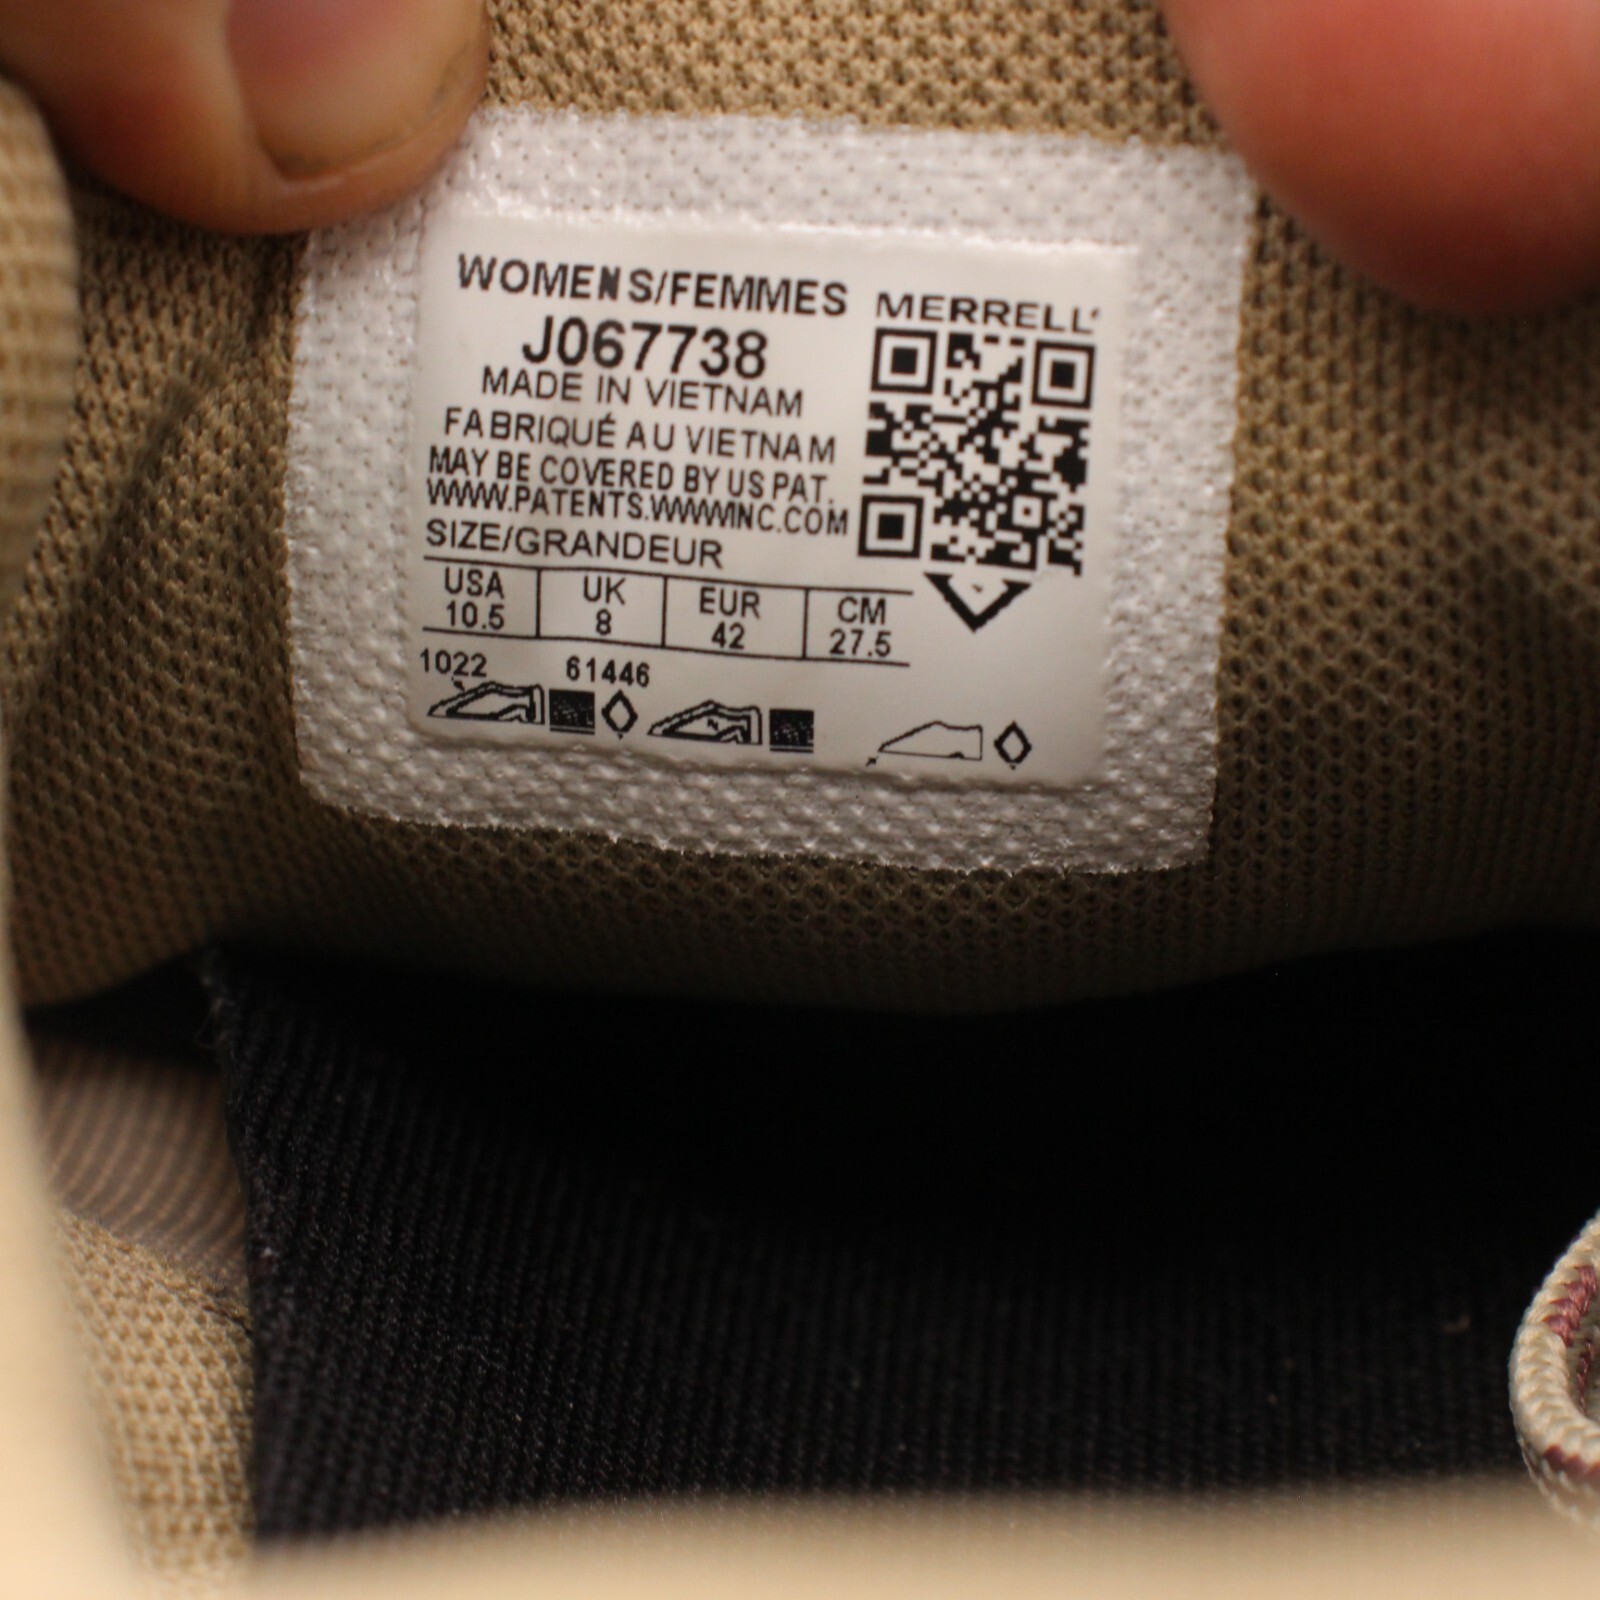 WOMENS/FEMMES
MERRELL
J067738
MADE IN VIETNAM
FABRIQUÉ AU VIETNAM
MAY BE COVERED BY US PAT.
WWW.PATENTS.WWWINC.COM
SIZE/GRANDEUR
USA UK EUR CM
10.5 8 42 27.5
1022 61446